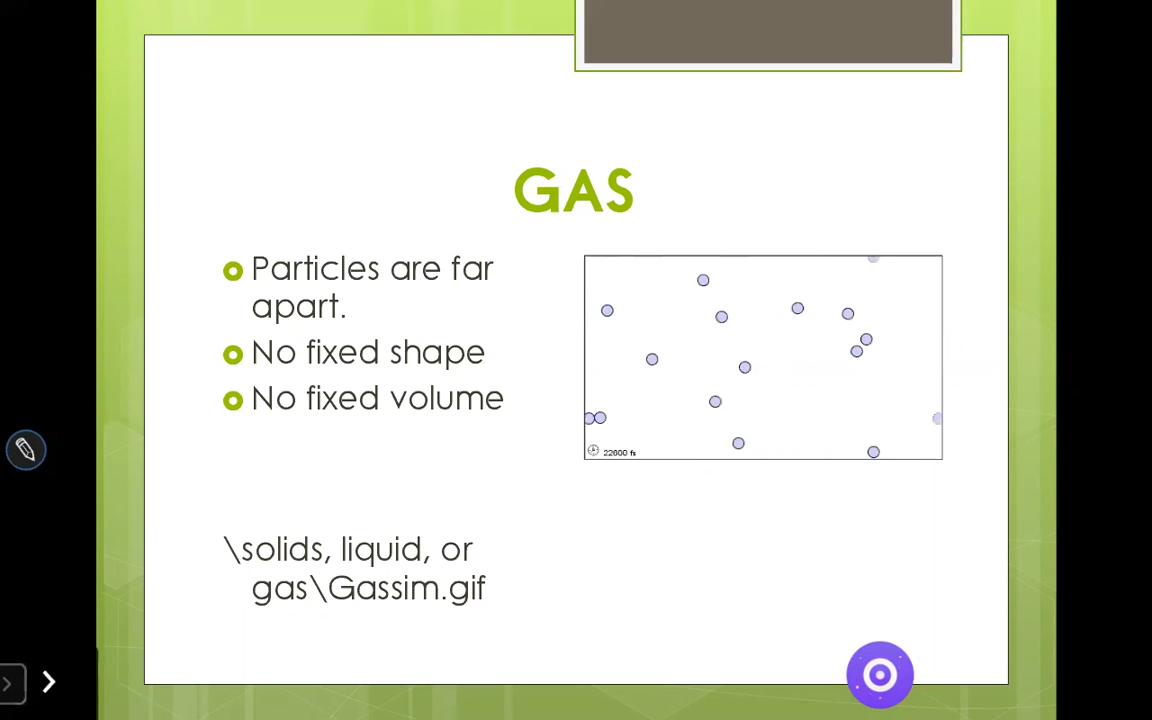 GAS
Particles are far
apart.
No fixed shape
No fixed volume
22600 fs
\solids, liquid, or
gas\Gassim.gif